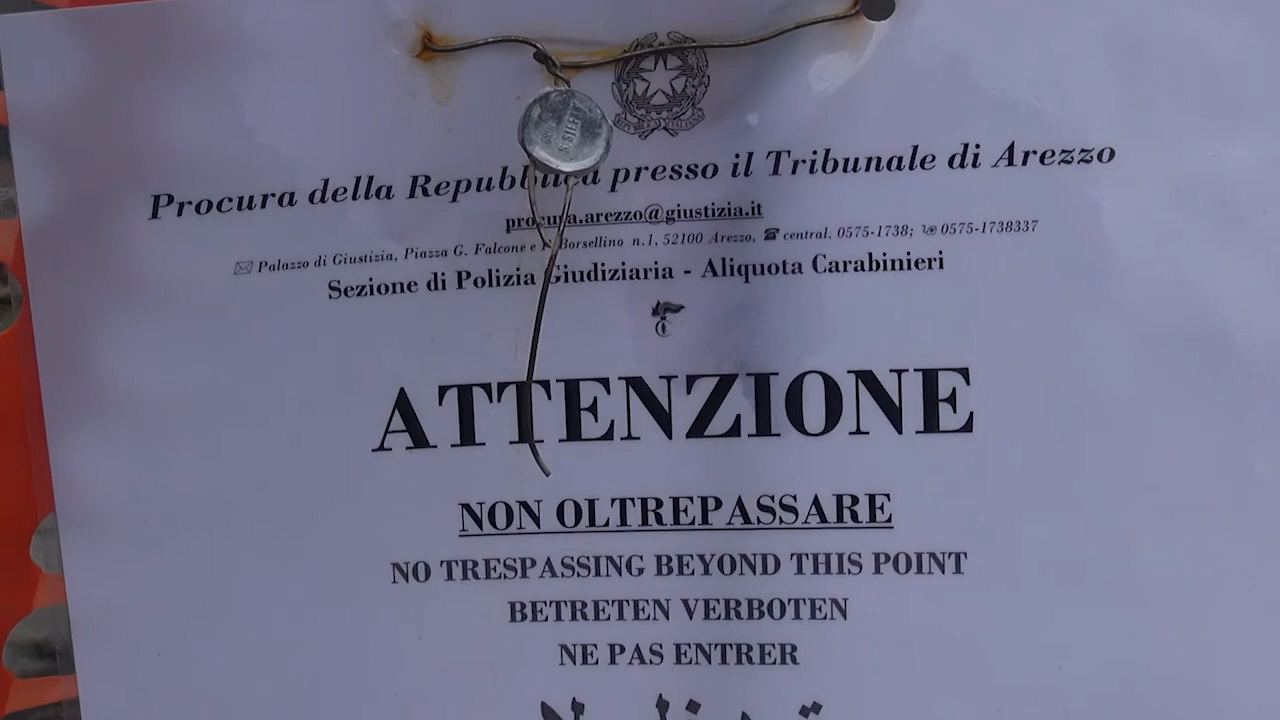 Procura della Repubblica presso il Tribunale di Arezzo
procura.arezzo@giustizia.it
Palazzo di Giustizia, Piazza G. Falcone e Borsellino n.1, 52100 Arezzo, central. 0575-1738; 0575-1738337
Sezione di Polizia Giudiziaria - Aliquota Carabinieri
ATTENZIONE
NON OLTREPASSARE
NO TRESPASSING BEYOND THIS POINT
BETRETEN VERBOTEN
NE PAS ENTRER